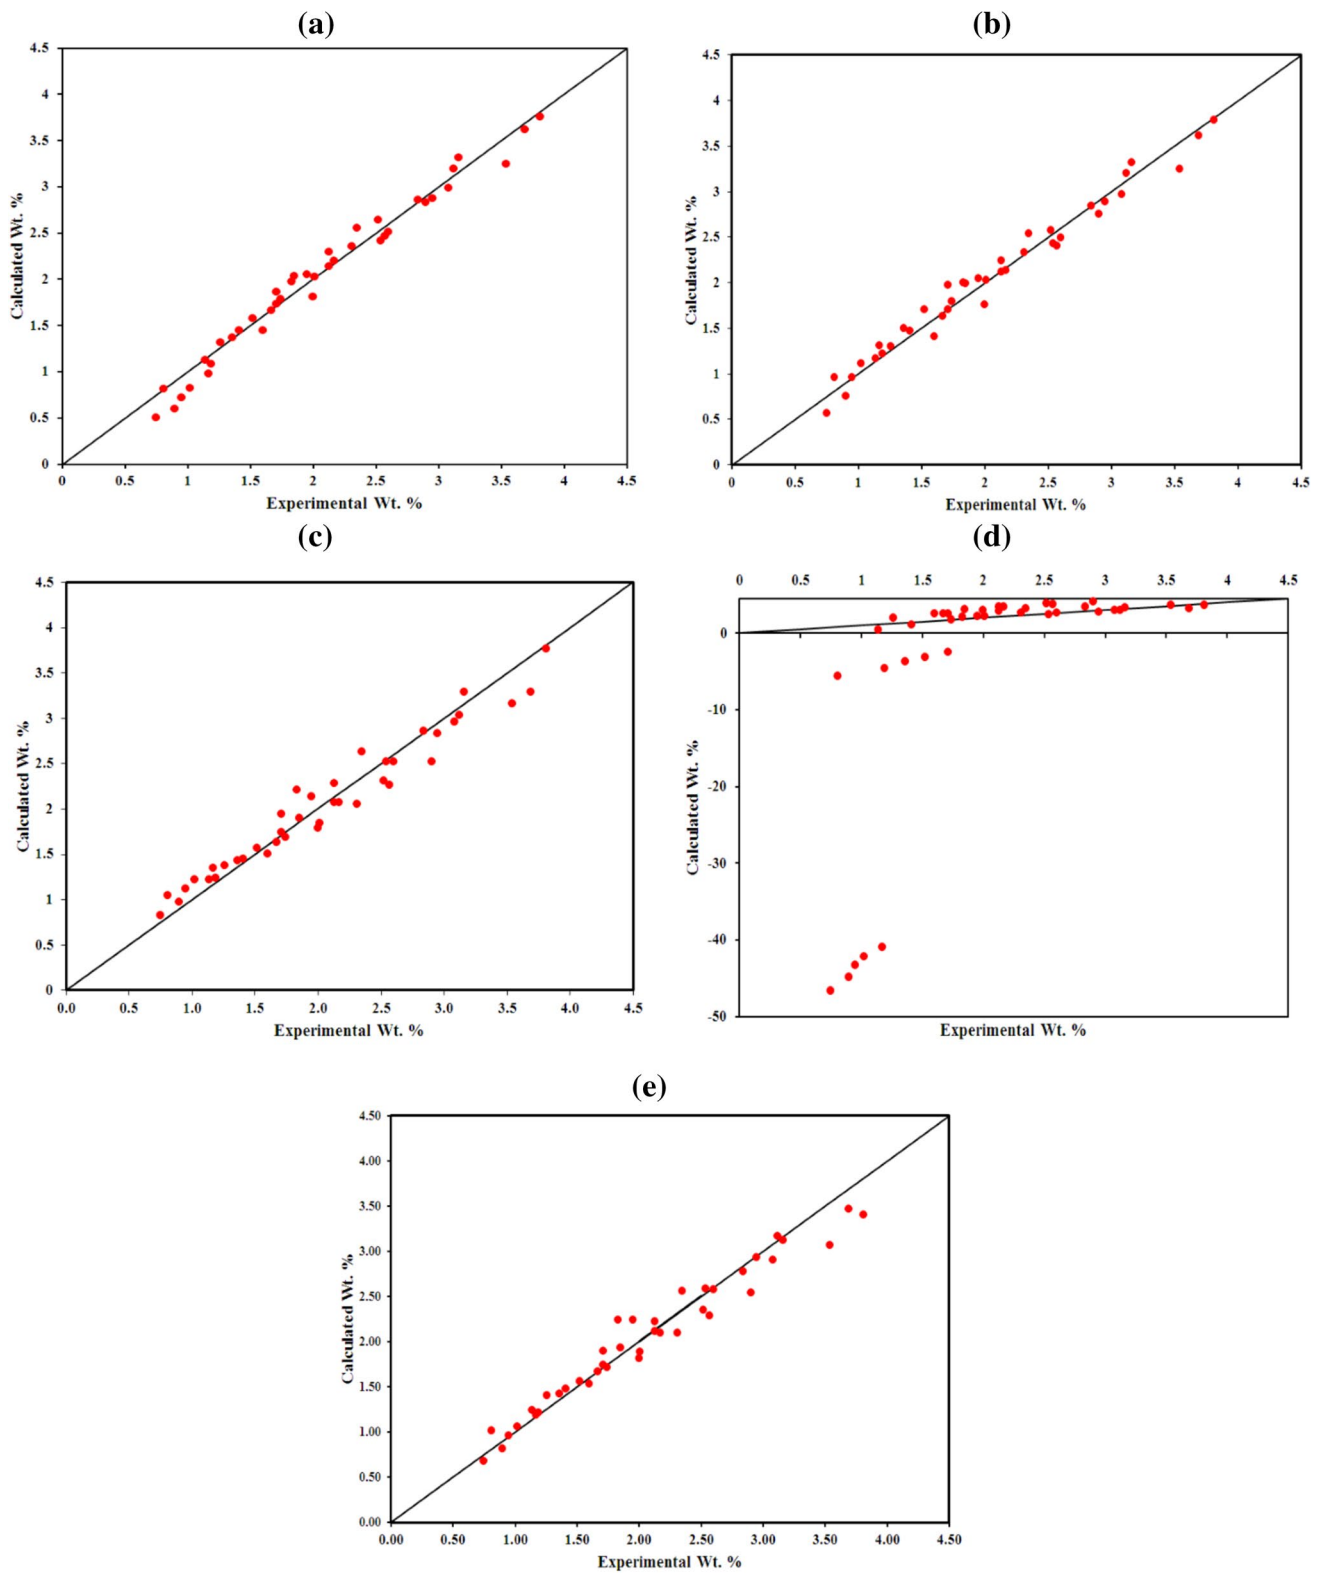 (a)
4.5
4
3.5
3
2.5
2
1.5
1
0.5
0
Calculated Wt. %
0 0.5 1 1.5 2 2.5 3 3.5 4 4.5
Experimental Wt. %
(b)
4.5
4
3.5
3
2.5
2
1.5
1
0.5
0
Calculated Wt. %
0 0.5 1 1.5 2 2.5 3 3.5 4 4.5
Experimental Wt. %
(c)
4.5
4
3.5
3
2.5
2
1.5
1
0.5
0
Calculated Wt. %
0.0 0.5 1.0 1.5 2.0 2.5 3.0 3.5 4.0 4.5
Experimental Wt. %
(d)
0 0.5 1 1.5 2 2.5 3 3.5 4 4.5
0
-10
-20
-30
-40
-50
Calculated Wt. %
Experimental Wt. %
(e)
4.50
4.00
3.50
3.00
2.50
2.00
1.50
1.00
0.50
0.00
Calculated Wt. %
0.00 0.50 1.00 1.50 2.00 2.50 3.00 3.50 4.00 4.50
Experimental Wt. %